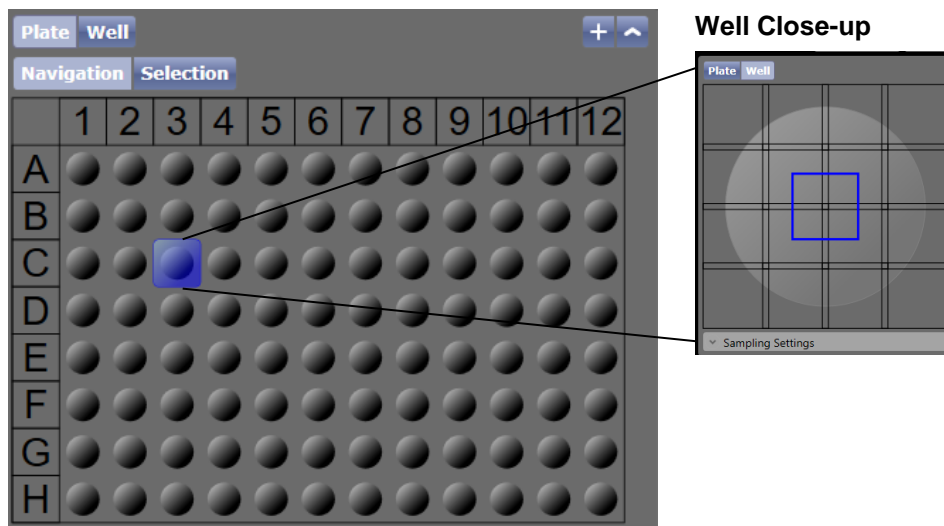 Plate Well +
Navigation Selection
1 2 3 4 5 6 7 8 9 10 11 12
A
B
C
D
E
F
G
H
Well Close-up
Plate Well
Sampling Settings